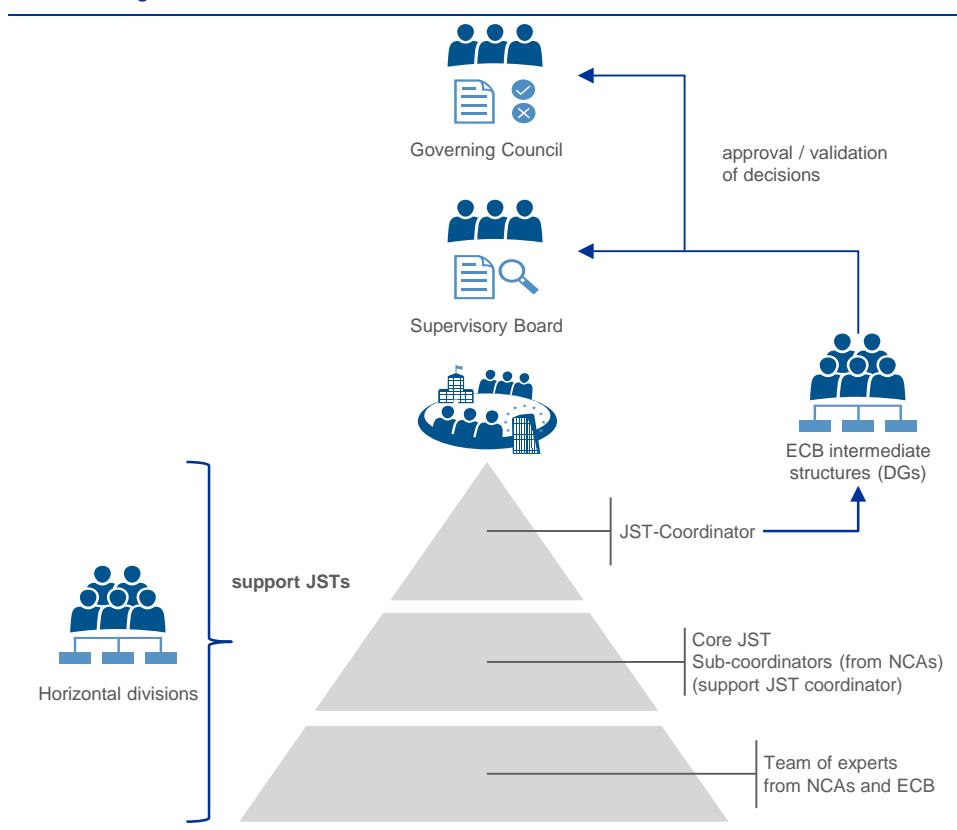 Governing Council
approval / validation
of decisions
Supervisory Board
ECB intermediate
structures (DGs)
JST-Coordinator
support JSTs
Core JST
Sub-coordinators (from NCAs)
(support JST coordinator)
Horizontal divisions
Team of experts
from NCAs and ECB